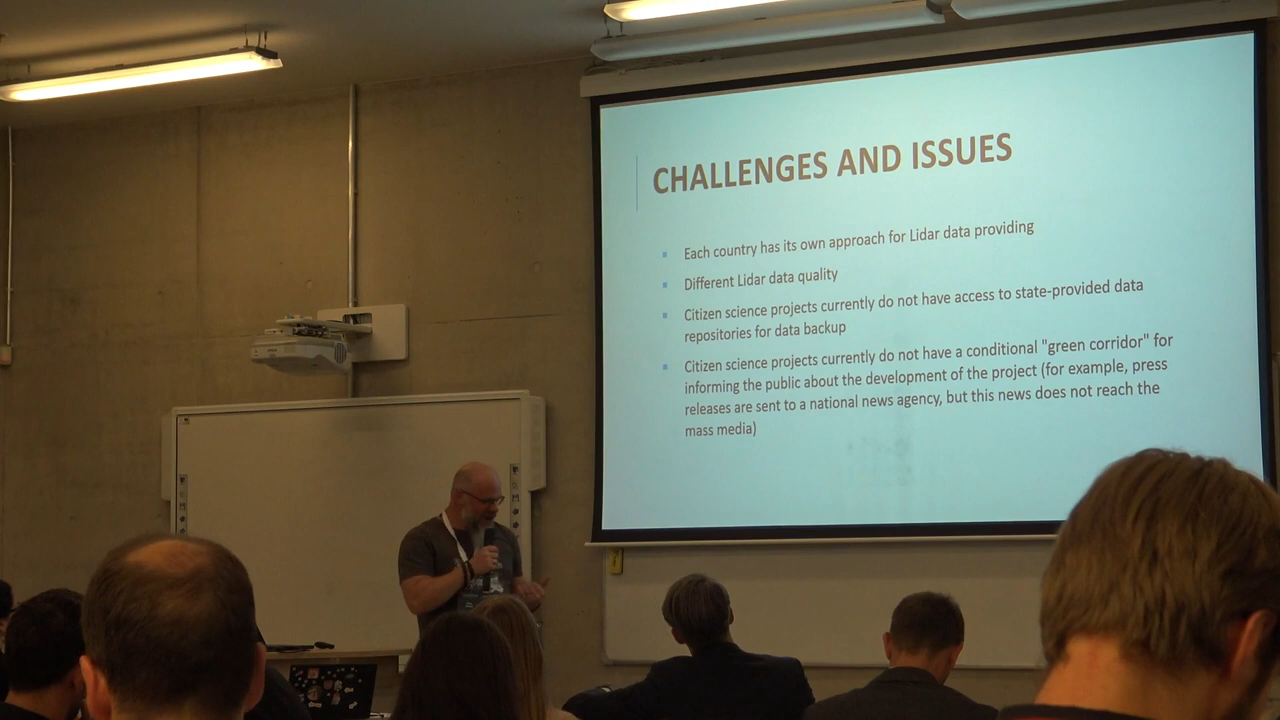 CHALLENGES AND ISSUES
Each country has its own approach for Lidar data providing
Different Lidar data quality
Citizen science projects currently do not have access to state-provided data
repositories for data backup
Citizen science projects currently do not have a conditional "green corridor" for
informing the public about the development of the project (for example, press
releases are sent to a national news agency, but this news does not reach the
mass media)